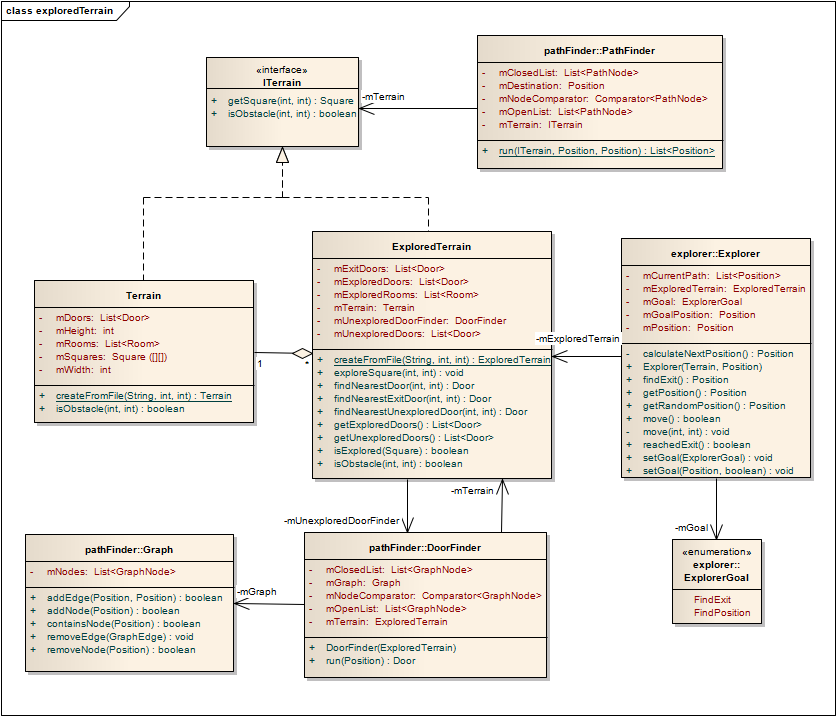 class exploredTerrain
«interface»
ITerrain
+ getSquare(int, int) : Square
+ isObstacle(int, int) : boolean
-mTerrain
pathFinder::PathFinder
- mClosedList: List<PathNode>
- mDestination: Position
- mNodeComparator: Comparator<PathNode>
- mOpenList: List<PathNode>
- mTerrain: ITerrain
+ run(ITerrain, Position, Position) : List<Position>
Terrain
- mDoors: List<Door>
- mHeight: int
- mRooms: List<Room>
- mSquares: Square ([][])
- mWidth: int
+ createFromFile(String, int, int) : Terrain
+ isObstacle(int, int) : boolean
1
*
ExploredTerrain
- mExitDoors: List<Door>
- mExploredDoors: List<Door>
- mExploredRooms: List<Room>
- mTerrain: Terrain
- mUnexploredDoorFinder: DoorFinder
- mUnexploredDoors: List<Door>
+ createFromFile(String, int, int) : ExploredTerrain
+ exploreSquare(int, int) : void
+ findNearestDoor(int, int) : Door
+ findNearestExitDoor(int, int) : Door
+ findNearestUnexploredDoor(int, int) : Door
+ getExploredDoors() : List<Door>
+ getUnexploredDoors() : List<Door>
+ isExplored(Square) : boolean
+ isObstacle(int, int) : boolean
-mExploredTerrain
explorer::Explorer
- mCurrentPath: List<Position>
- mExploredTerrain: ExploredTerrain
- mGoal: ExplorerGoal
- mGoalPosition: Position
- mPosition: Position
- calculateNextPosition() : Position
+ Explorer(Terrain, Position)
- findExit() : Position
+ getPosition() : Position
+ getRandomPosition() : Position
+ move() : boolean
- move(int, int) : void
+ reachedExit() : boolean
+ setGoal(ExplorerGoal) : void
+ setGoal(Position, boolean) : void
-mTerrain
-mUnexploredDoorFinder
-mGoal
pathFinder::Graph
- mNodes: List<GraphNode>
+ addEdge(Position, Position) : boolean
+ addNode(Position) : boolean
+ containsNode(Position) : boolean
+ removeEdge(GraphEdge) : void
+ removeNode(Position) : boolean
-mGraph
pathFinder::DoorFinder
- mClosedList: List<GraphNode>
- mGraph: Graph
- mNodeComparator: Comparator<GraphNode>
- mOpenList: List<GraphNode>
- mTerrain: ExploredTerrain
+ DoorFinder(ExploredTerrain)
+ run(Position) : Door
«enumeration»
explorer::
ExplorerGoal
FindExit
FindPosition